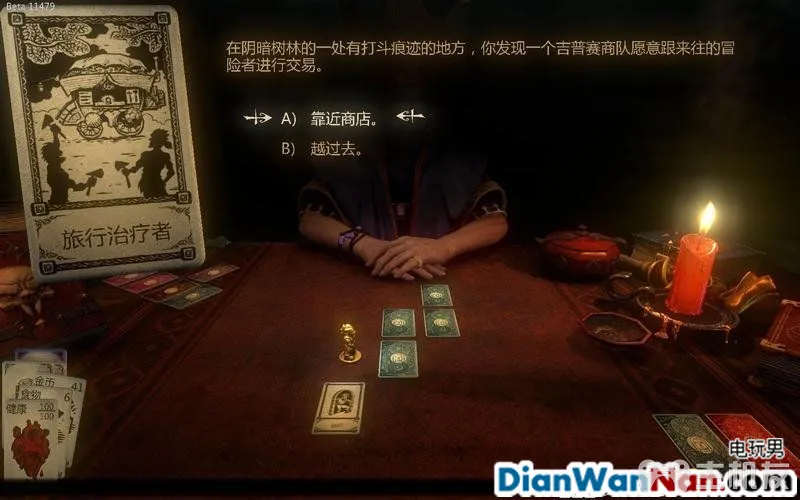 Beta 11479
在阴暗树林的一处有打斗痕迹的地方，你发现一个吉普赛商队愿意跟来往的冒
险者进行交易。
A) 靠近商店。
B) 越过去。
旅行治疗者
金币 41
食物 6
健康 100
100
电玩男
DianWanNan.com